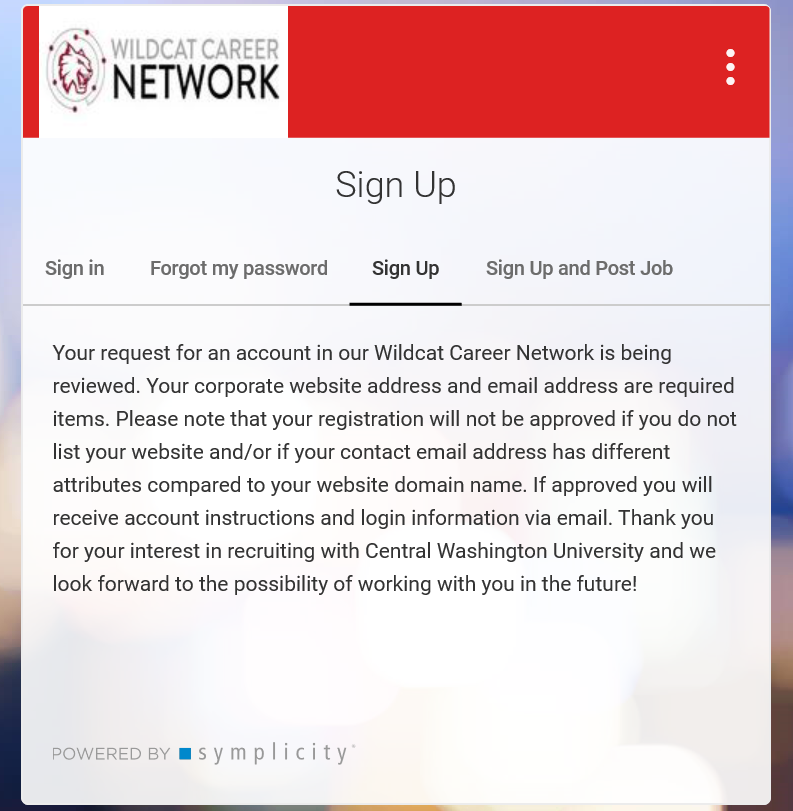 WILDCAT CAREER
NETWORK
Sign Up
Sign in
Forgot my password
Sign Up
Sign Up and Post Job
Your request for an account in our Wildcat Career Network is being
reviewed. Your corporate website address and email address are required
items. Please note that your registration will not be approved if you do not
list your website and/or if your contact email address has different
attributes compared to your website domain name. If approved you will
receive account instructions and login information via email. Thank you
for your interest in recruiting with Central Washington University and we
look forward to the possibility of working with you in the future!
POWERED BY symplicity